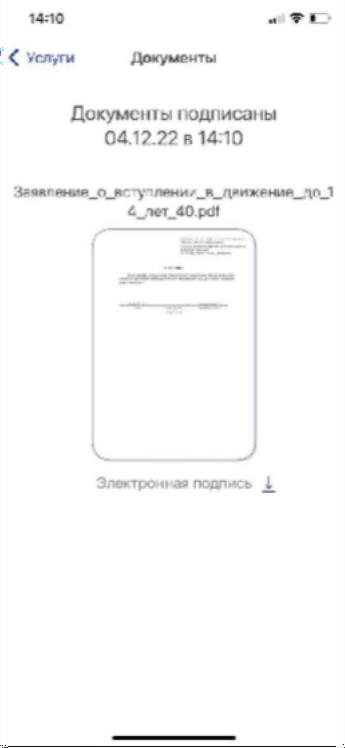 14:10
Услуги
Документы
Документы подписаны
04.12.22 в 14:10
Заявление_о_вступлении_в_движение_до_1
4_лет_40.pdf
Электронная подпись